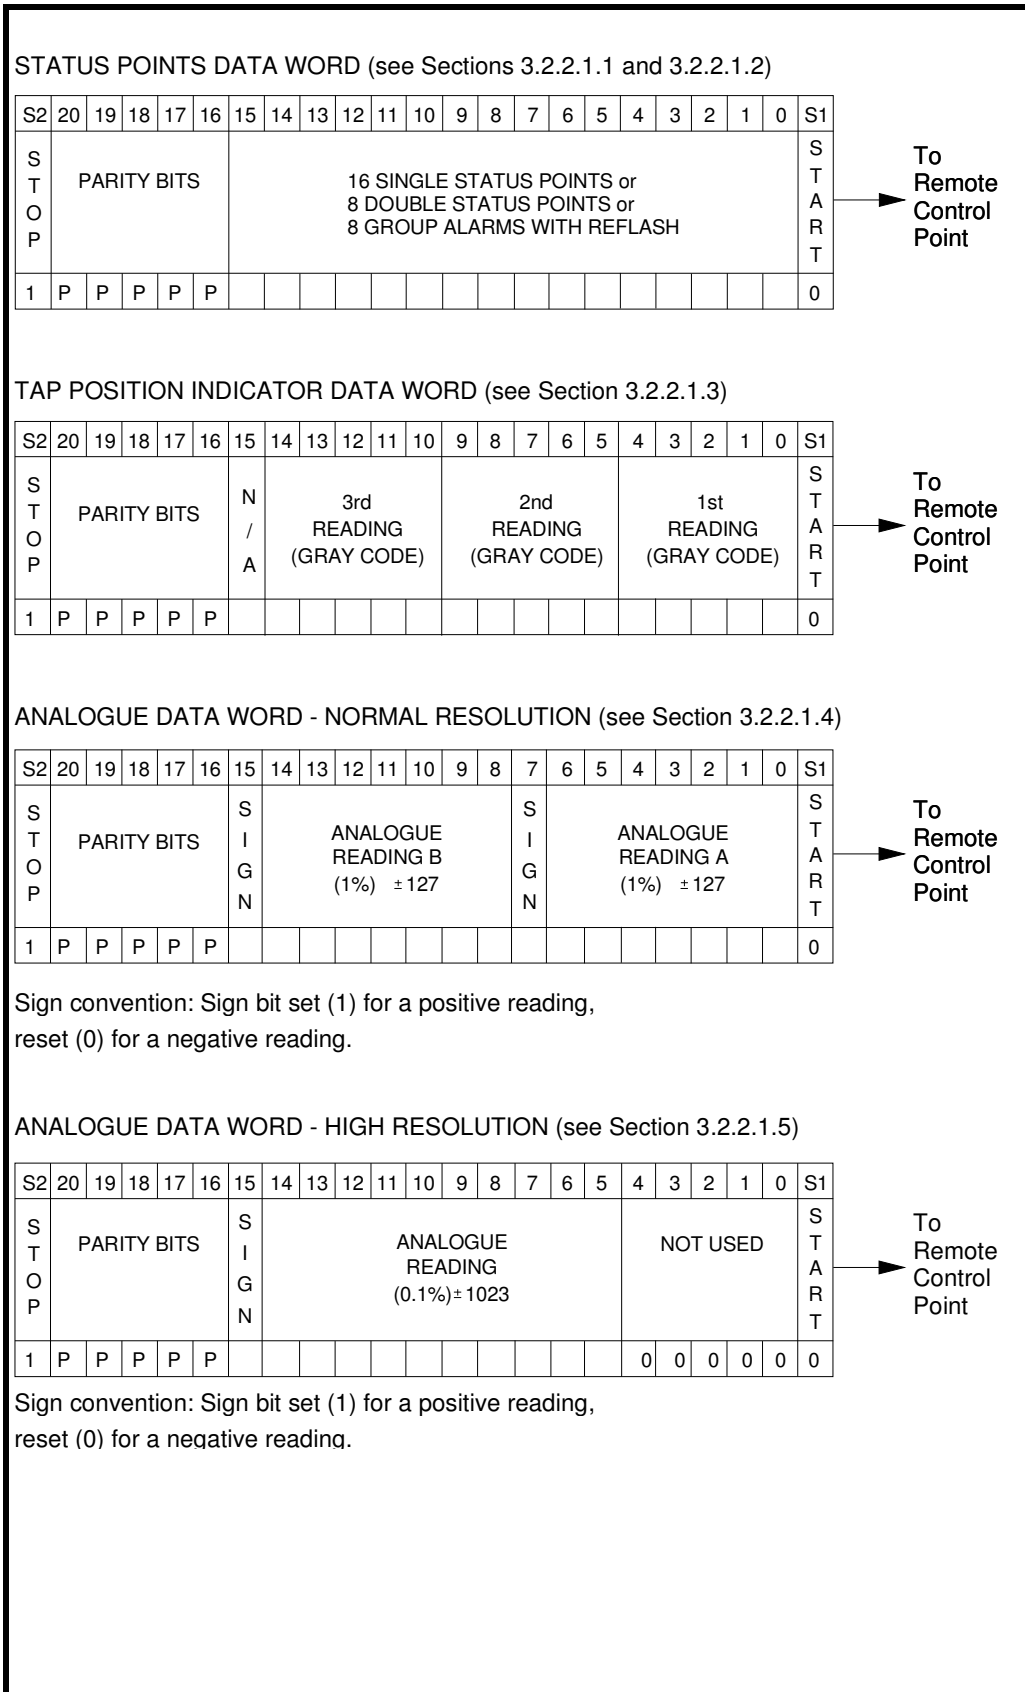 STATUS POINTS DATA WORD (see Sections 3.2.2.1.1 and 3.2.2.1.2)
S2 20 19 18 17 16 15 14 13 12 11 10 9 8 7 6 5 4 3 2 1 0 S1
STOP
PARITY BITS
16 SINGLE STATUS POINTS or
8 DOUBLE STATUS POINTS or
8 GROUP ALARMS WITH REFLASH
START
To
Remote
Control
Point
1 P P P P P 0
TAP POSITION INDICATOR DATA WORD (see Section 3.2.2.1.3)
S2 20 19 18 17 16 15 14 13 12 11 10 9 8 7 6 5 4 3 2 1 0 S1
STOP
PARITY BITS
N/A
3rd
READING
(GRAY CODE)
2nd
READING
(GRAY CODE)
1st
READING
(GRAY CODE)
START
To
Remote
Control
Point
1 P P P P P 0
ANALOGUE DATA WORD - NORMAL RESOLUTION (see Section 3.2.2.1.4)
S2 20 19 18 17 16 15 14 13 12 11 10 9 8 7 6 5 4 3 2 1 0 S1
STOP
PARITY BITS
SIGN
ANALOGUE
READING B
(1%) ±127
SIGN
ANALOGUE
READING A
(1%) ±127
START
To
Remote
Control
Point
1 P P P P P 0
Sign convention: Sign bit set (1) for a positive reading,
reset (0) for a negative reading.
ANALOGUE DATA WORD - HIGH RESOLUTION (see Section 3.2.2.1.5)
S2 20 19 18 17 16 15 14 13 12 11 10 9 8 7 6 5 4 3 2 1 0 S1
STOP
PARITY BITS
SIGN
ANALOGUE
READING
(0.1%)±1023
NOT USED
START
To
Remote
Control
Point
1 P P P P P 0 0 0 0 0 0
Sign convention: Sign bit set (1) for a positive reading,
reset (0) for a negative reading.